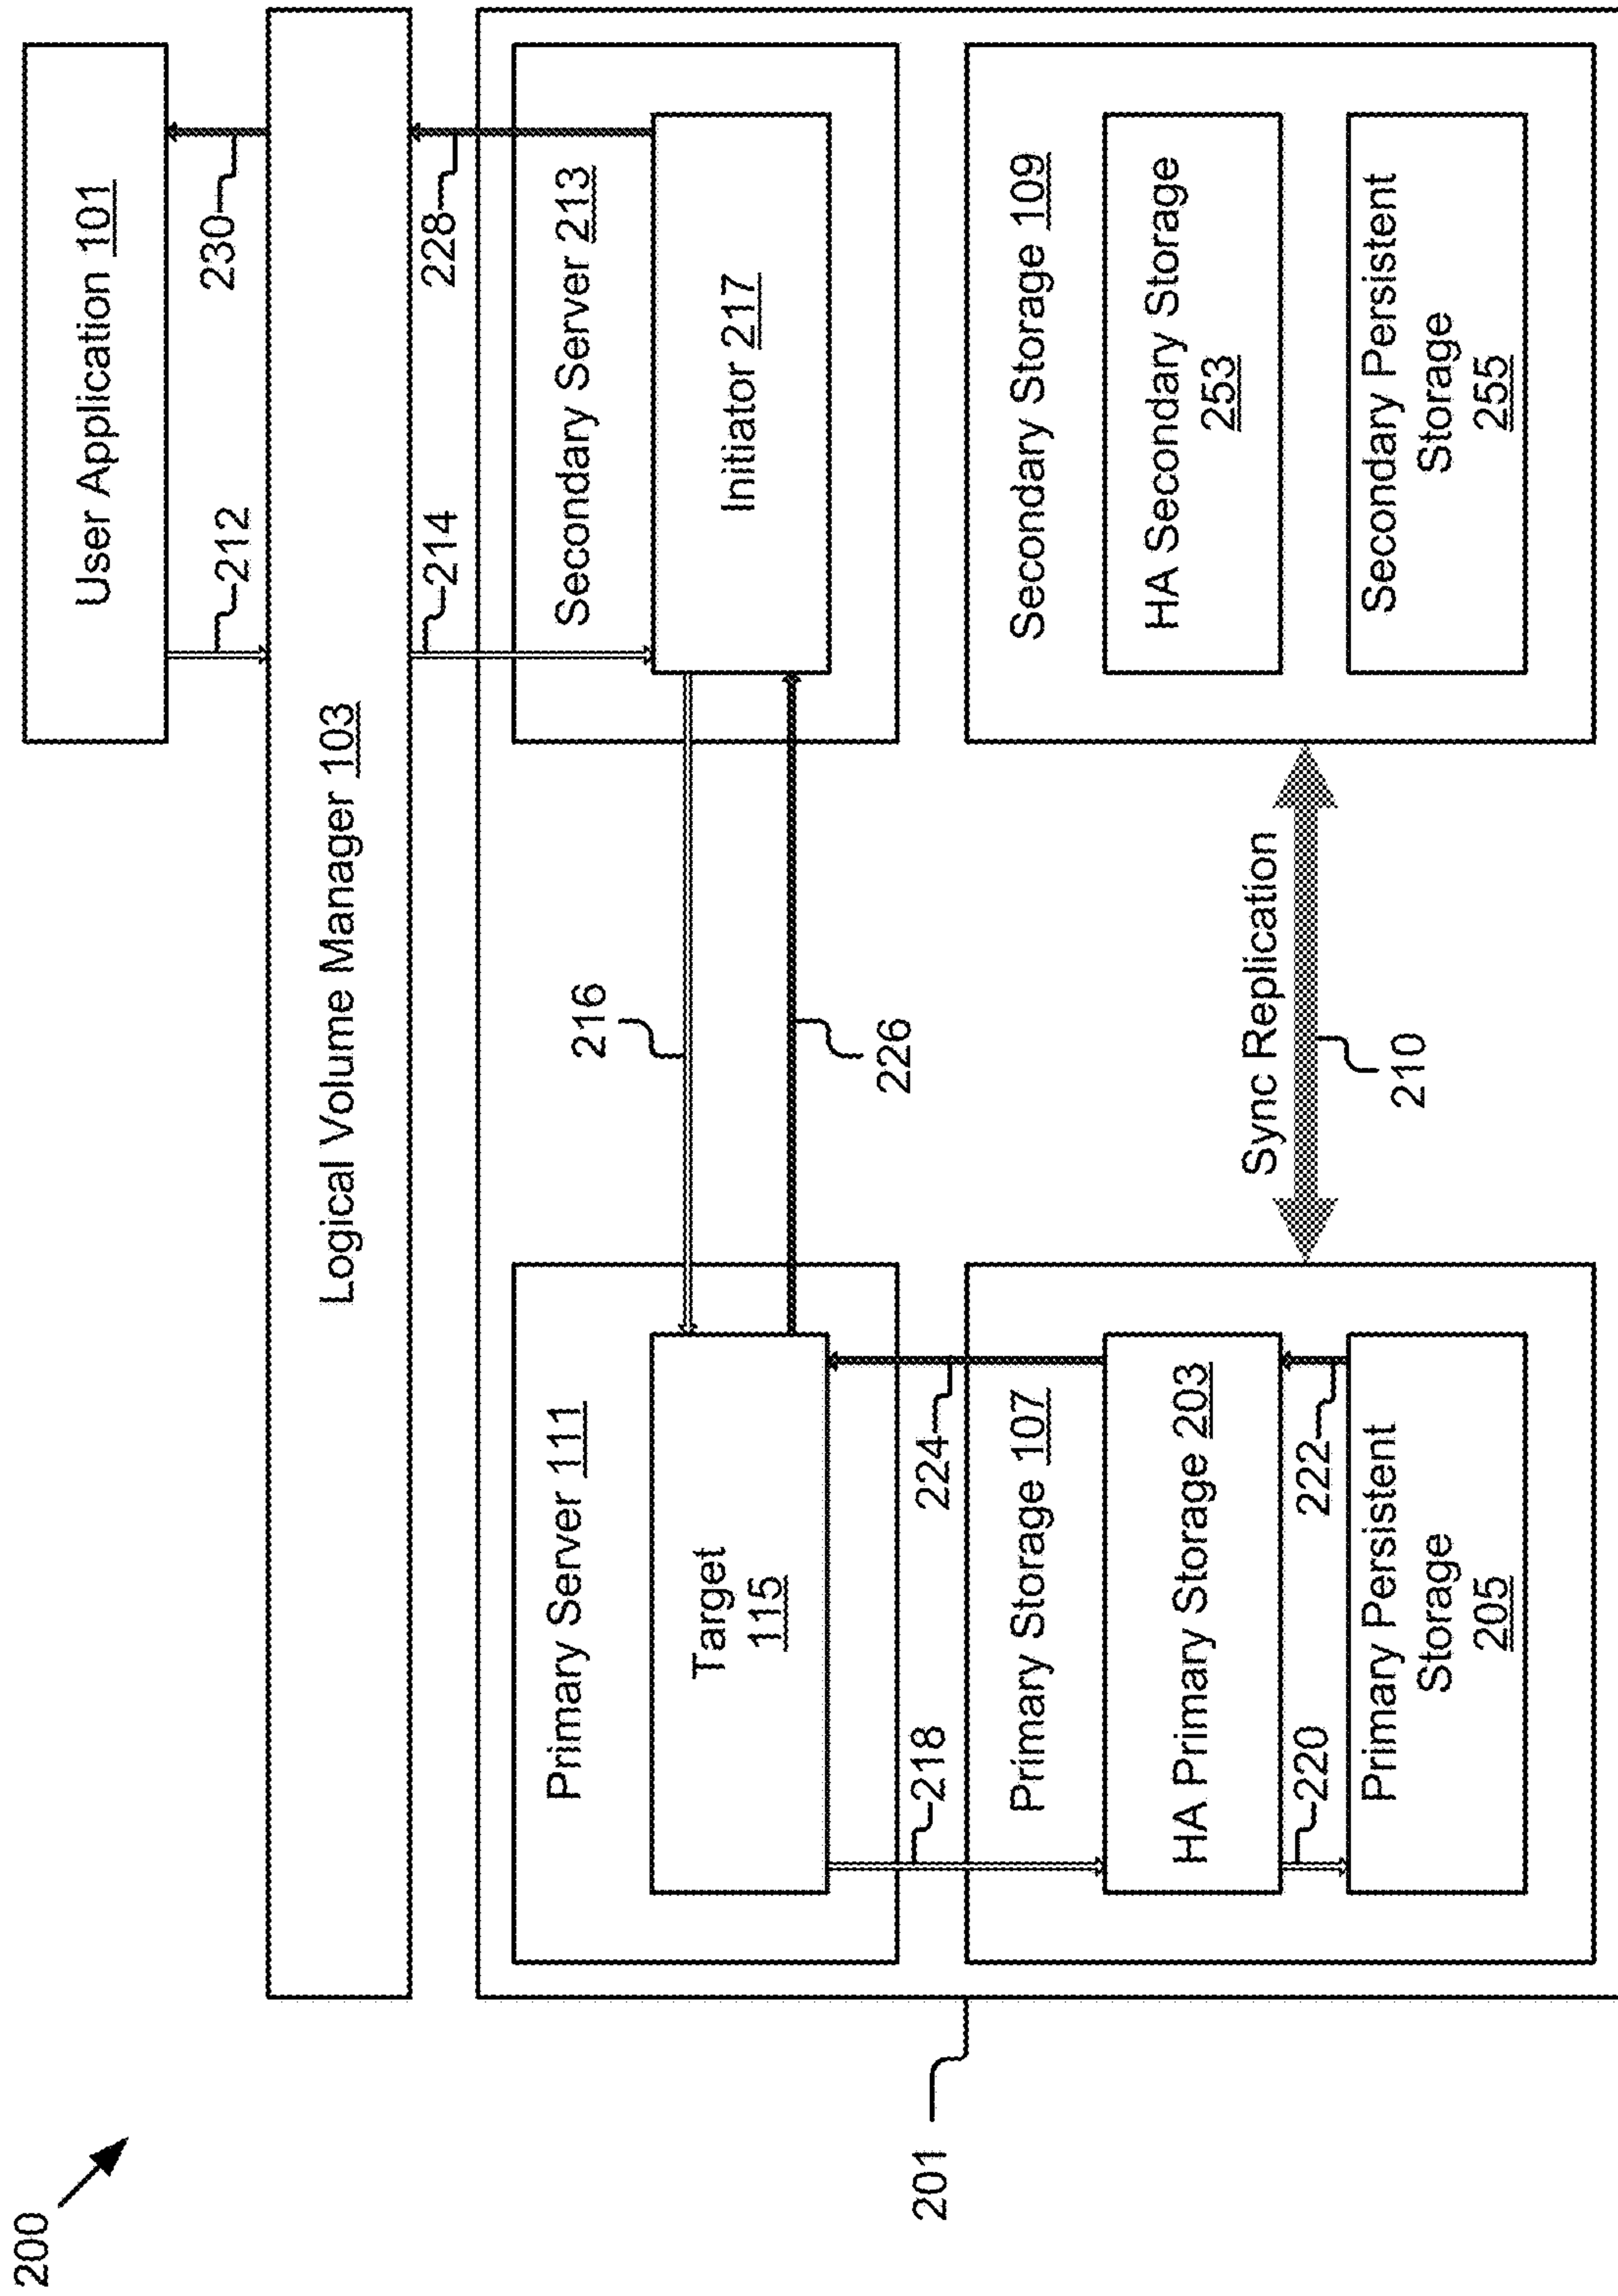 200
User Application 101
212
230
Logical Volume Manager 103
214
228
201
Primary Server 111
Target
115
216
226
Secondary Server 213
Initiator 217
218
224
Primary Storage 107
HA Primary Storage 203
220
222
Primary Persistent
Storage
205
Sync Replication
210
Secondary Storage 109
HA Secondary Storage
253
Secondary Persistent
Storage
255